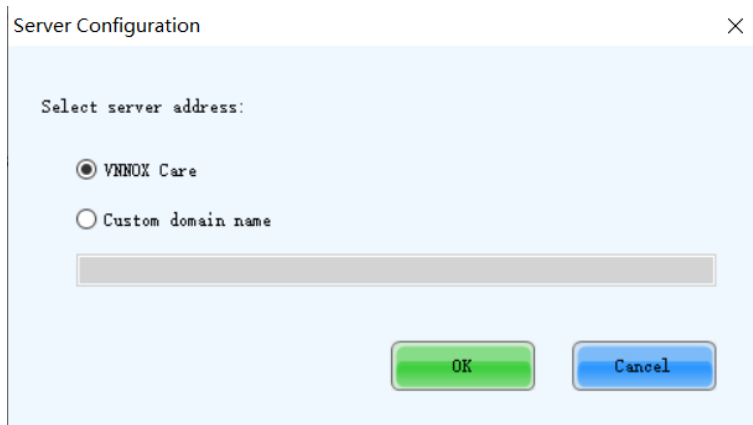 Server Configuration
Select server address:
VNNOX Care
Custom domain name
OK
Cancel